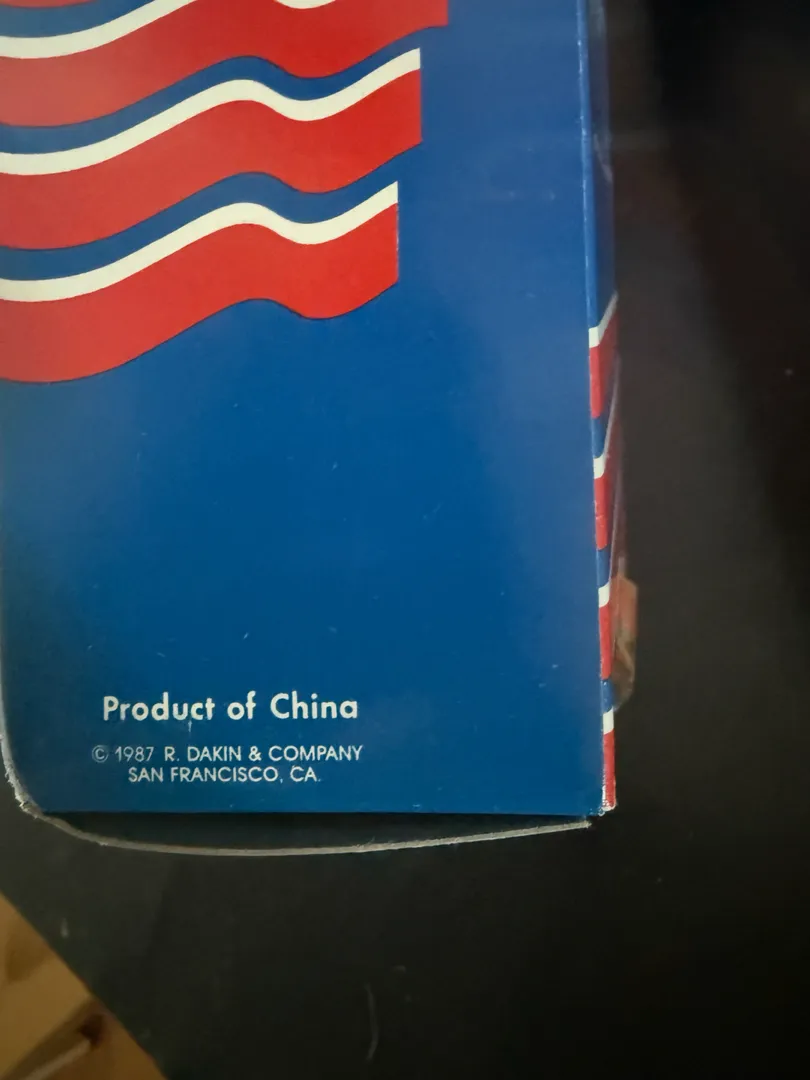 Product of China
© 1987 R. DAKIN & COMPANY
SAN FRANCISCO, CA.